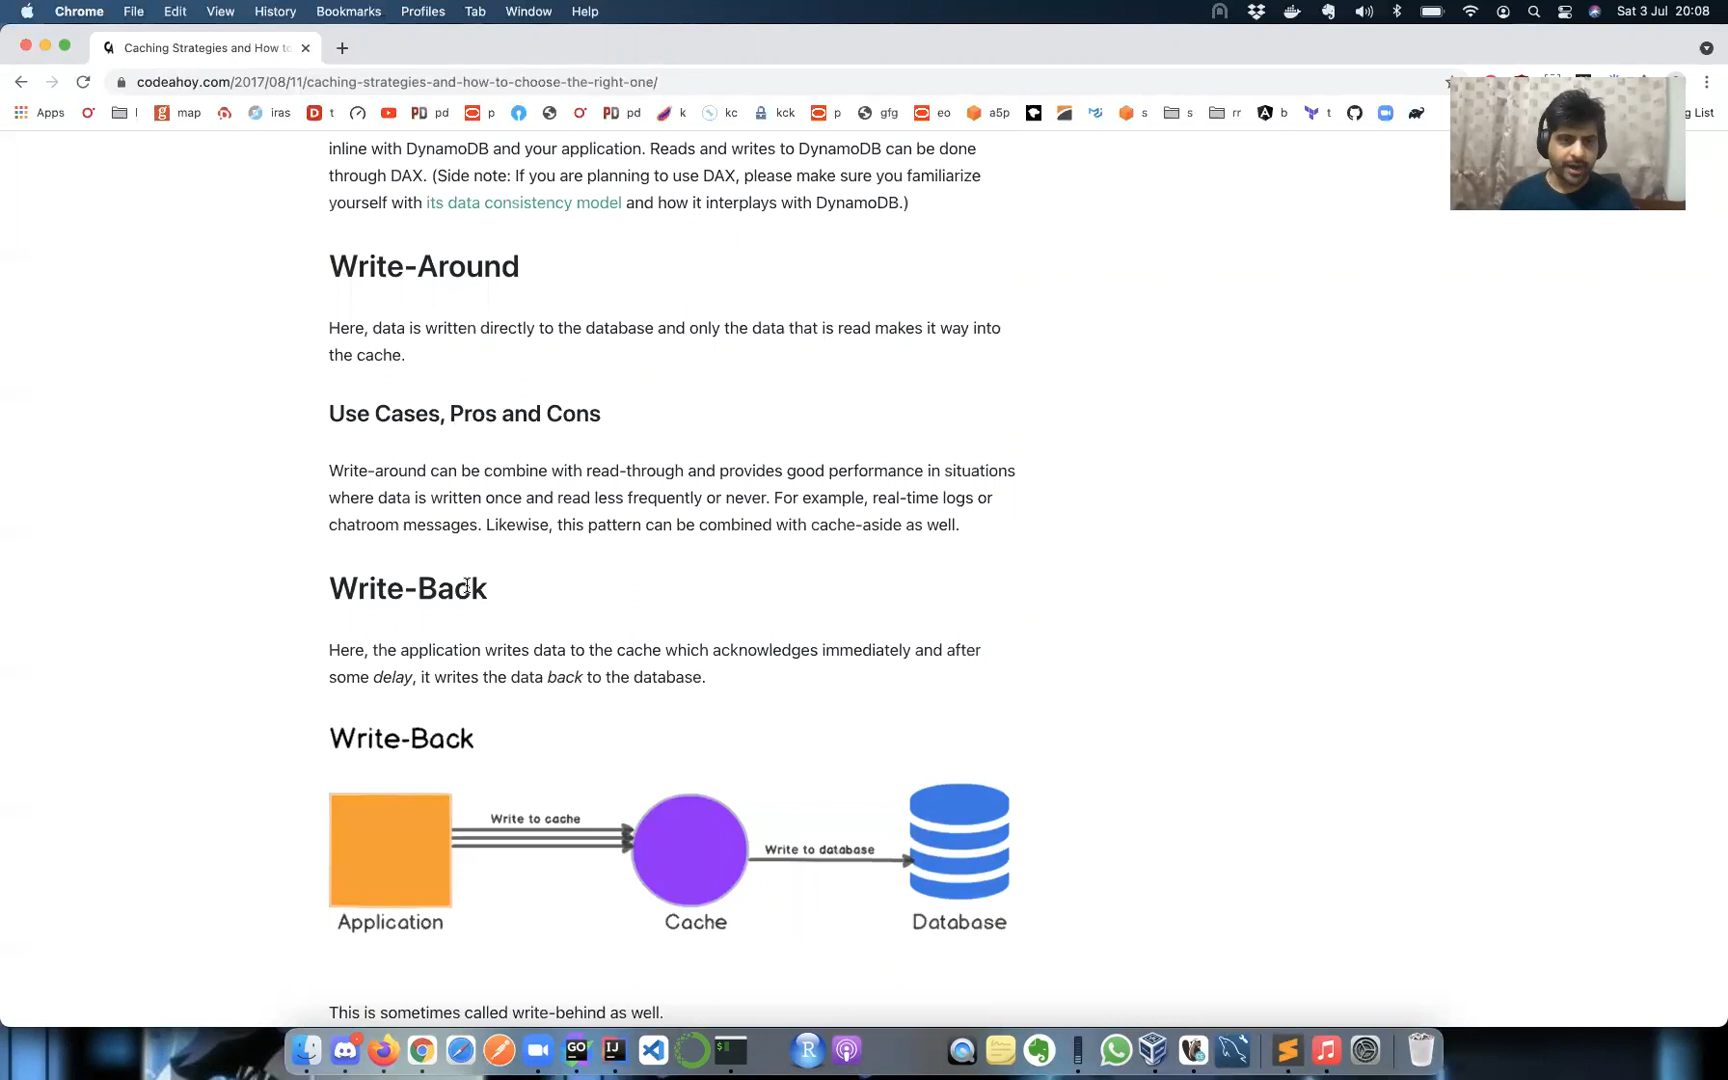 Chrome File Edit View History Bookmarks Profiles Tab Window Help Sat 3 Jul 20:08
Caching Strategies and How to
codeahoy.com/2017/08/11/caching-strategies-and-how-to-choose-the-right-one/
Apps map iras t pd p pd k kc kck p gfg eo a5p s s rr b t g List
inline with DynamoDB and your application. Reads and writes to DynamoDB can be done
through DAX. (Side note: If you are planning to use DAX, please make sure you familiarize
yourself with its data consistency model and how it interplays with DynamoDB.)
Write-Around
Here, data is written directly to the database and only the data that is read makes it way into
the cache.
Use Cases, Pros and Cons
Write-around can be combine with read-through and provides good performance in situations
where data is written once and read less frequently or never. For example, real-time logs or
chatroom messages. Likewise, this pattern can be combined with cache-aside as well.
Write-Back
Here, the application writes data to the cache which acknowledges immediately and after
some delay, it writes the data back to the database.
Write-Back
Write to cache
Write to database
Application Cache Database
This is sometimes called write-behind as well.